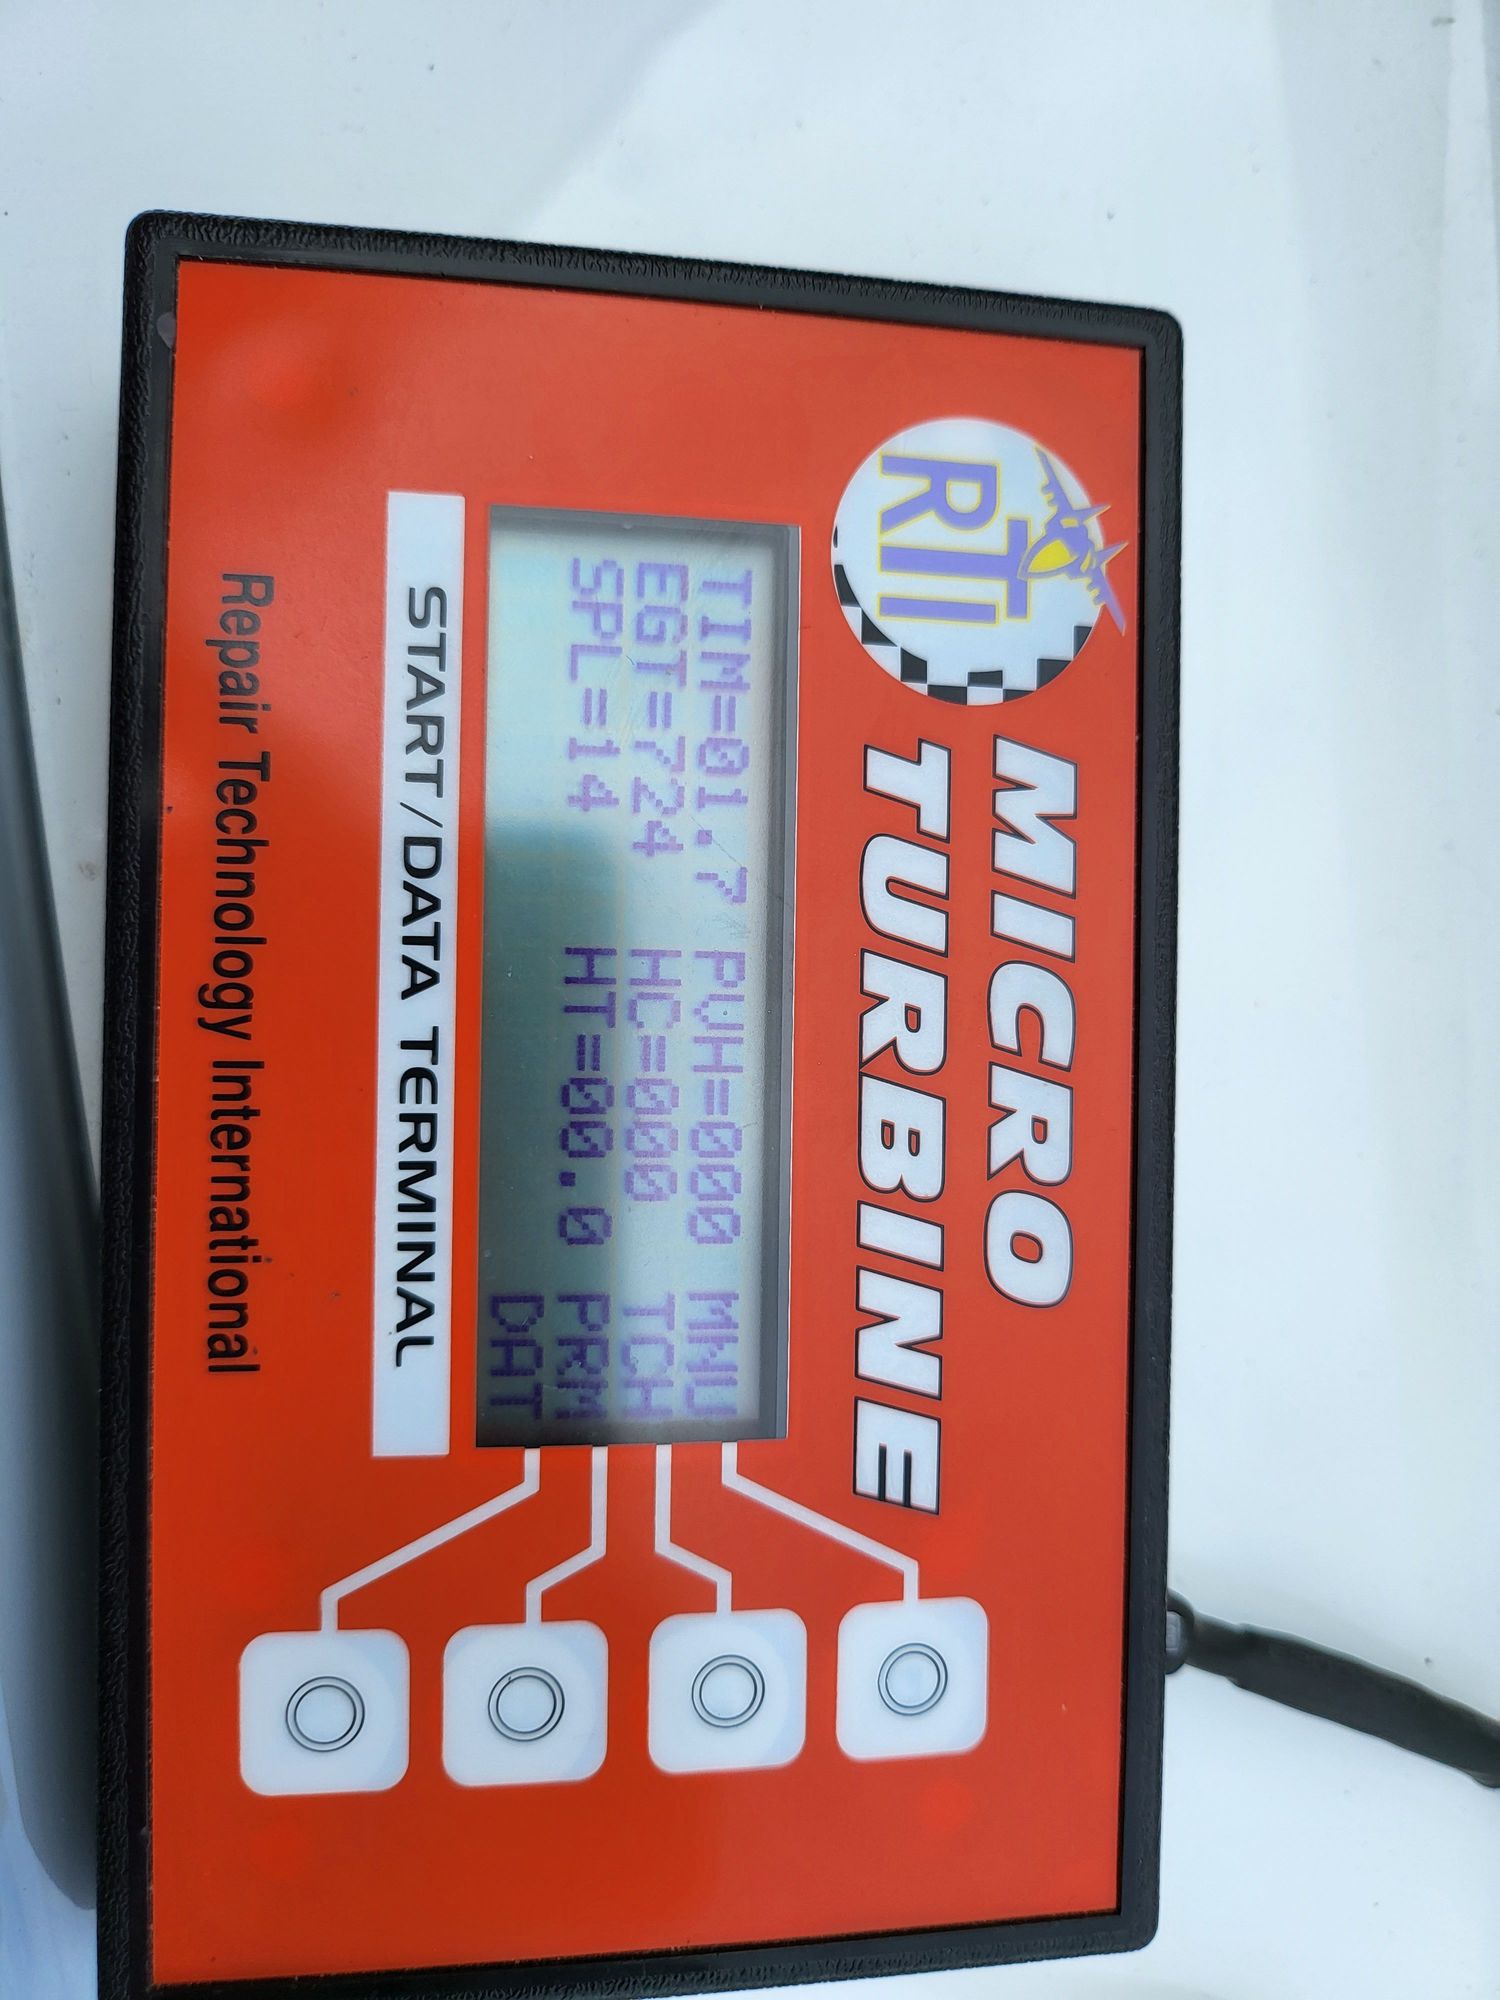 RTI
MICRO
TURBINE
TIM=01.7 PVH=000 MNU
EGT=724 HC=000 TCH
SPL=14 HT=00.0 PRM
DAT
START/DATA TERMINAL
Repair Technology International